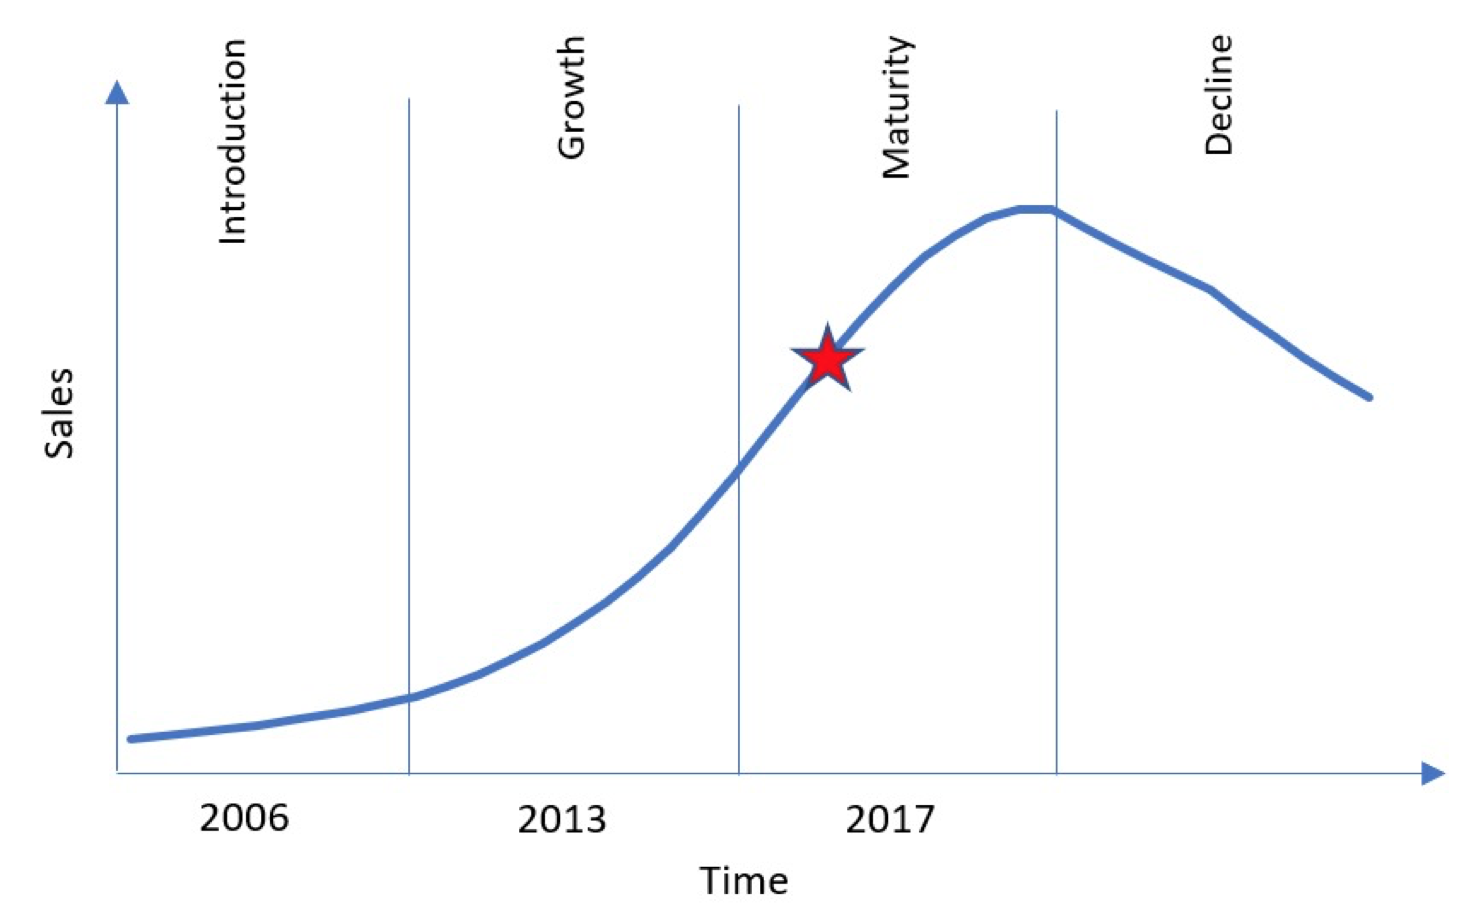 Introduction
Growth
Maturity
Decline
Sales
2006
2013
2017
Time